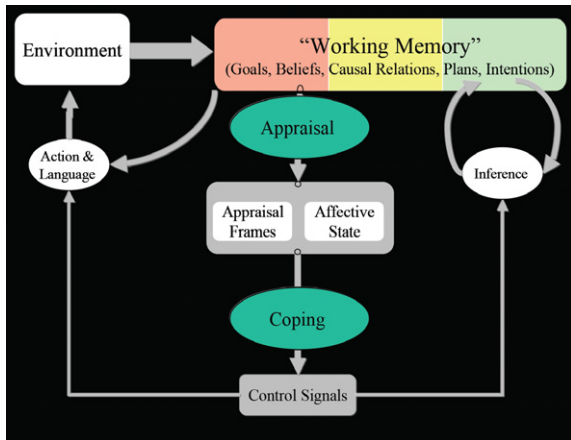 Environment
“Working Memory”
(Goals, Beliefs, Causal Relations, Plans, Intentions)
Appraisal
Action &
Language
Inference
Appraisal
Frames
Affective
State
Coping
Control Signals